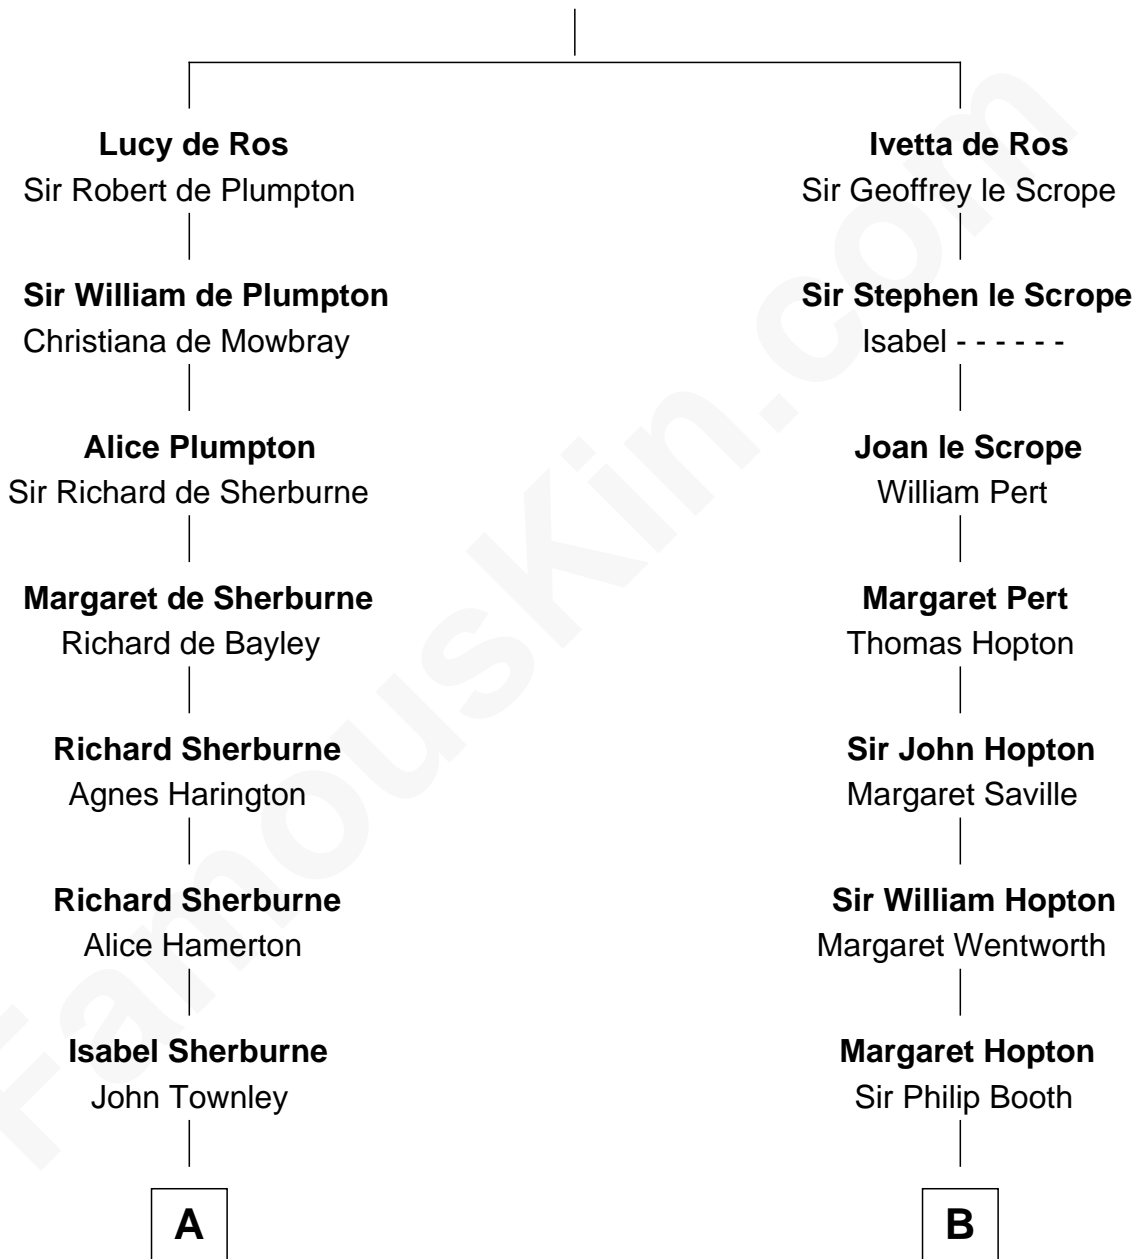 Lucy de Ros
Sir Robert de Plumpton
Ivetta de Ros
Sir Geoffrey le Scrope
Sir William de Plumpton
Christiana de Mowbray
Sir Stephen le Scrope
Isabel - - - - - -
Alice Plumpton
Sir Richard de Sherburne
Joan le Scrope
William Pert
Margaret de Sherburne
Richard de Bayley
Margaret Pert
Thomas Hopton
Richard Sherburne
Agnes Harington
Sir John Hopton
Margaret Saville
Richard Sherburne
Alice Hamerton
Sir William Hopton
Margaret Wentworth
Isabel Sherburne
John Townley
Margaret Hopton
Sir Philip Booth
A
B
FamousKin.com